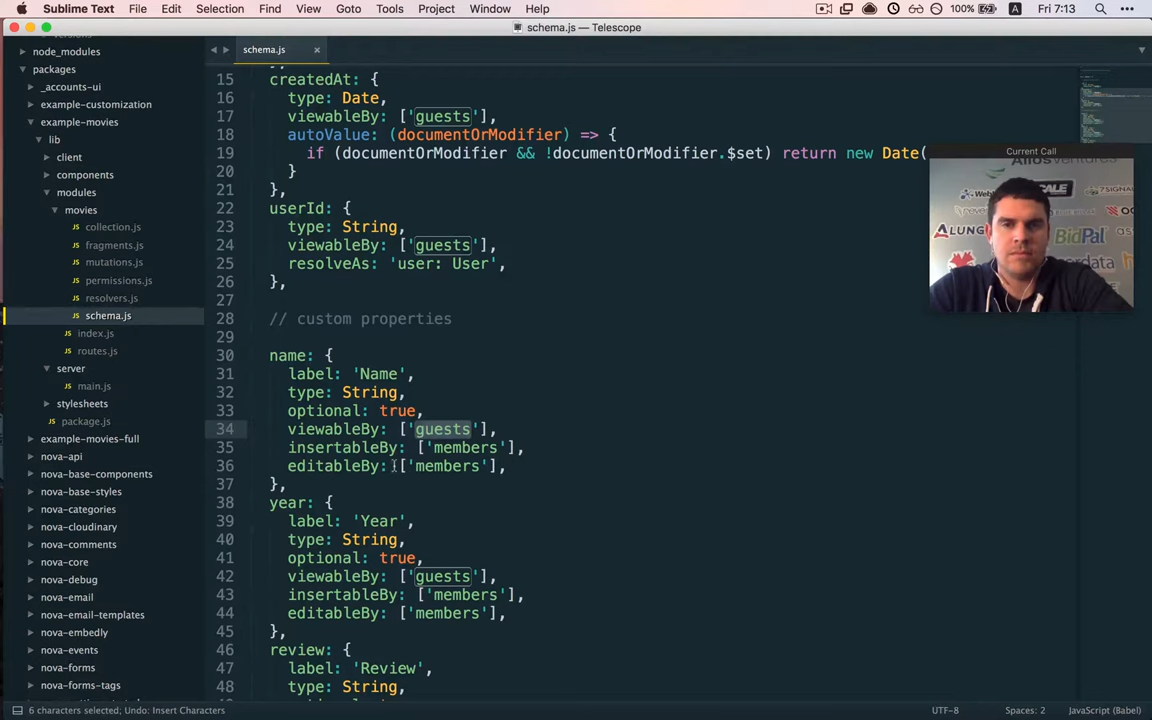 Sublime Text File Edit Selection Find View Goto Tools Project Window Help 100% A Fri 7:13
schema.js — Telescope
node_modules
packages
_accounts-ui
example-customization
example-movies
lib
client
components
modules
movies
collection.js
fragments.js
mutations.js
permissions.js
resolvers.js
schema.js
index.js
routes.js
server
main.js
stylesheets
package.js
example-movies-full
nova-api
nova-base-components
nova-base-styles
nova-categories
nova-cloudinary
nova-comments
nova-core
nova-debug
nova-email
nova-email-templates
nova-embedly
nova-events
nova-forms
nova-forms-tags
schema.js ×
15 createdAt: {
16 type: Date,
17 viewableBy: ['guests'],
18 autoValue: (documentOrModifier) => {
19 if (documentOrModifier && !documentOrModifier.$set) return new Date(
20 }
21 },
22 userId: {
23 type: String,
24 viewableBy: ['guests'],
25 resolveAs: 'user: User',
26 },
27
28 // custom properties
29
30 name: {
31 label: 'Name',
32 type: String,
33 optional: true,
34 viewableBy: ['guests'],
35 insertableBy: ['members'],
36 editableBy: ['members'],
37 },
38 year: {
39 label: 'Year',
40 type: String,
41 optional: true,
42 viewableBy: ['guests'],
43 insertableBy: ['members'],
44 editableBy: ['members'],
45 },
46 review: {
47 label: 'Review',
48 type: String,
Current Call
BidPal
6 characters selected; Undo: Insert Characters
UTF-8 Spaces: 2 JavaScript (Babel)